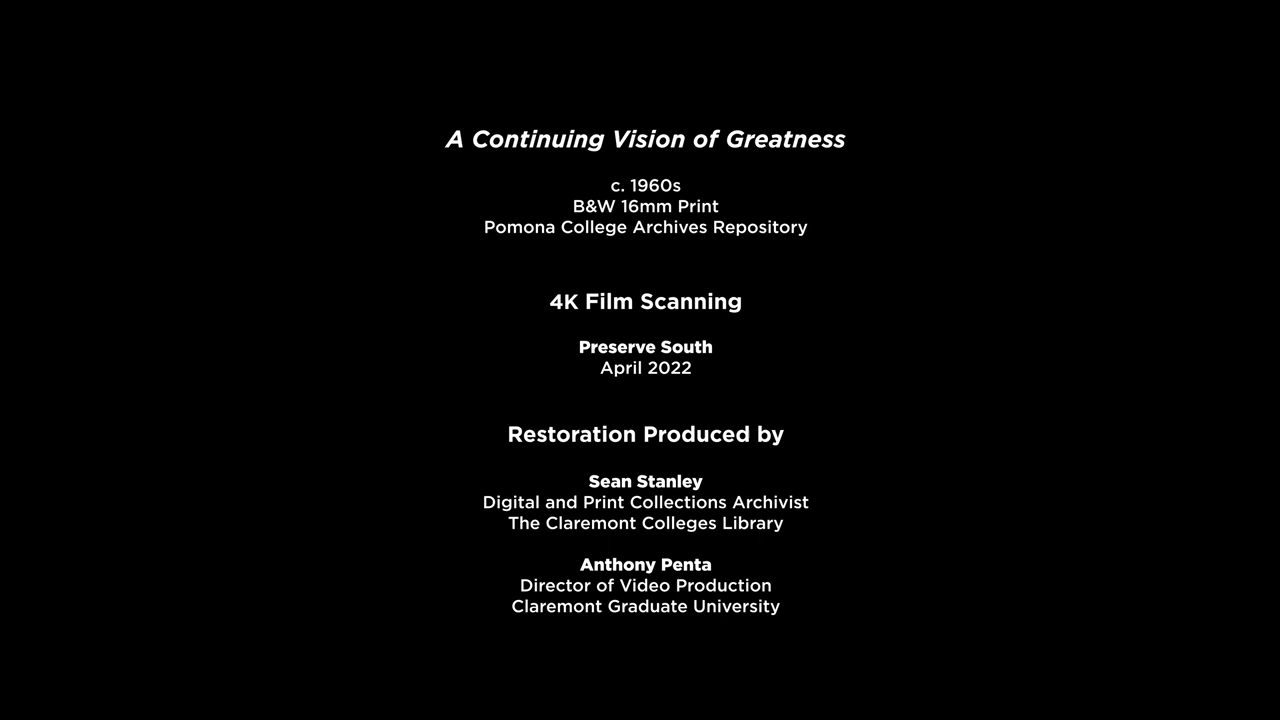 A Continuing Vision of Greatness
c. 1960s
B&W 16mm Print
Pomona College Archives Repository
4K Film Scanning
Preserve South
April 2022
Restoration Produced by
Sean Stanley
Digital and Print Collections Archivist
The Claremont Colleges Library
Anthony Penta
Director of Video Production
Claremont Graduate University